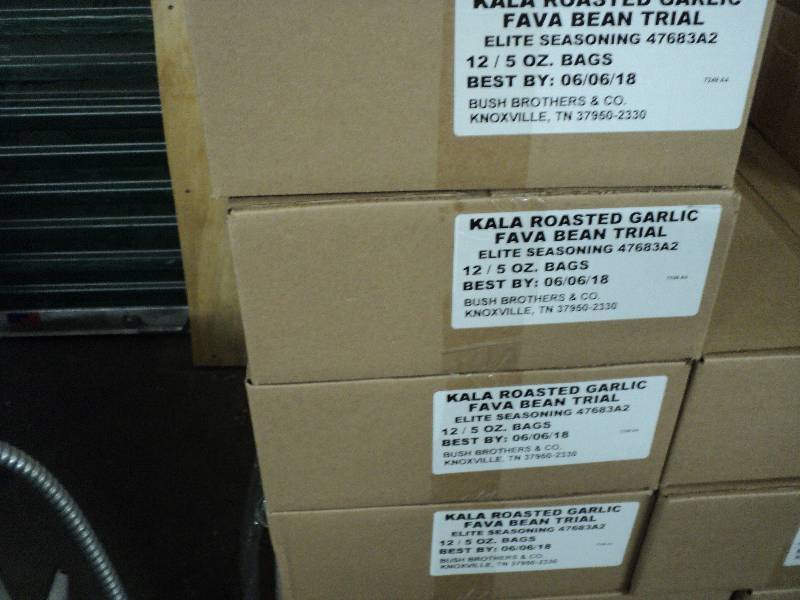 KALA ROASTED GARLIC
FAVA BEAN TRIAL
ELITE SEASONING 47683A2
12 / 5 OZ. BAGS
BEST BY: 06/06/18
BUSH BROTHERS & CO.
KNOXVILLE, TN 37950-2330
KALA ROASTED GARLIC
FAVA BEAN TRIAL
ELITE SEASONING 47683A2
12 / 5 OZ. BAGS
BEST BY: 06/06/18
BUSH BROTHERS & CO.
KNOXVILLE, TN 37950-2330
KALA ROASTED GARLIC
FAVA BEAN TRIAL
ELITE SEASONING 47683A2
12 / 5 OZ. BAGS
BEST BY: 06/06/18
BUSH BROTHERS & CO.
KNOXVILLE, TN 37950-2330
KALA ROASTED GARLIC
FAVA BEAN TRIAL
ELITE SEASONING 47683A2
12 / 5 OZ. BAGS
BEST BY: 06/06/18
BUSH BROTHERS & CO.
KNOXVILLE, TN 37950-2330